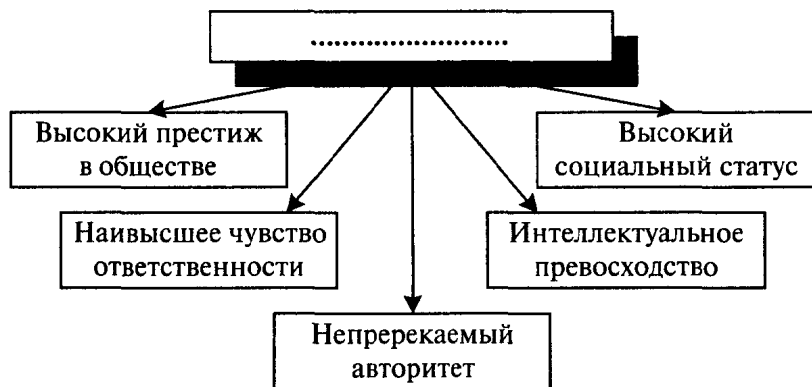 ..........................
Высокий престиж
в обществе
Высокий
социальный статус
Наивысшее чувство
ответственности
Интеллектуальное
превосходство
Непререкаемый
авторитет